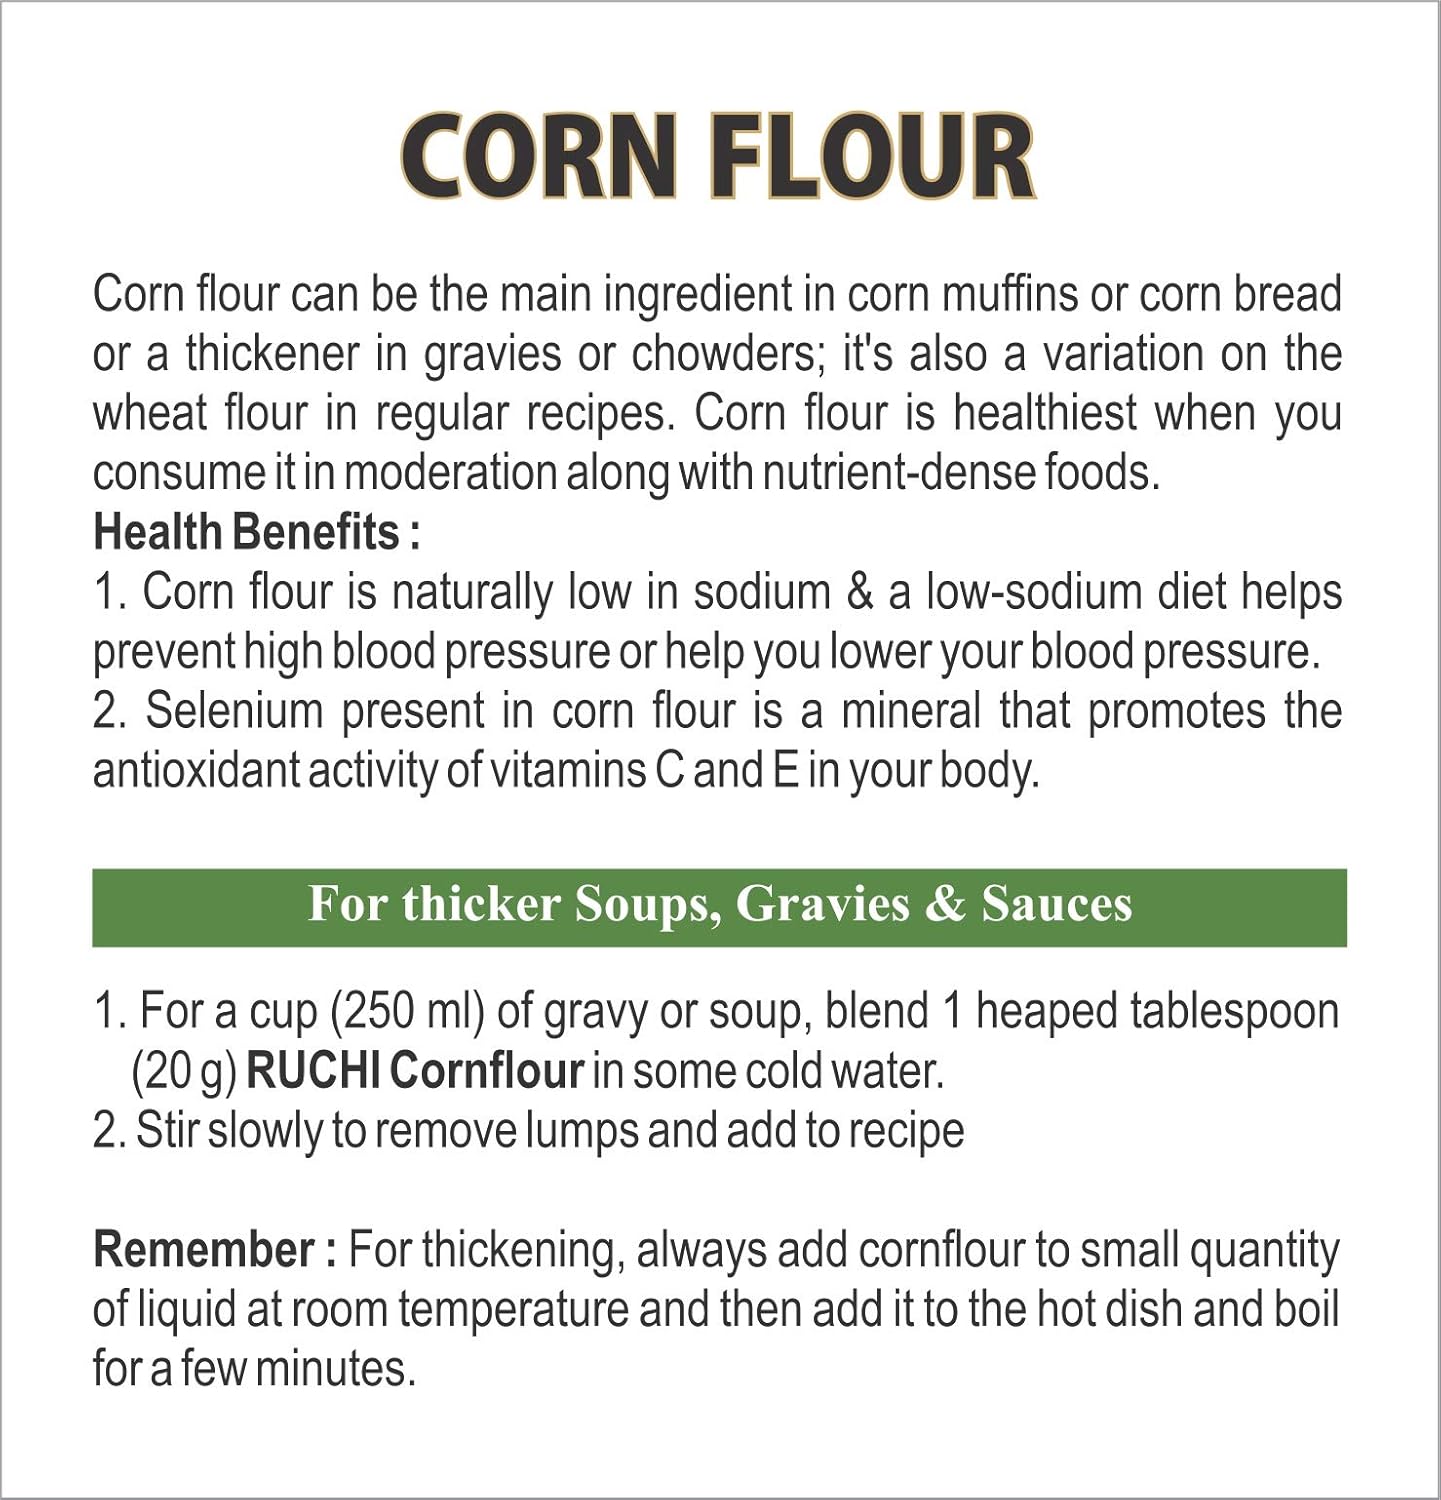 CORN FLOUR
Corn flour can be the main ingredient in corn muffins or corn bread
or a thickener in gravies or chowders; it's also a variation on the
wheat flour in regular recipes. Corn flour is healthiest when you
consume it in moderation along with nutrient-dense foods.
Health Benefits :
1. Corn flour is naturally low in sodium & a low-sodium diet helps
prevent high blood pressure or help you lower your blood pressure.
2. Selenium present in corn flour is a mineral that promotes the
antioxidant activity of vitamins C and E in your body.
For thicker Soups, Gravies & Sauces
1. For a cup (250 ml) of gravy or soup, blend 1 heaped tablespoon
(20 g) RUCHI Cornflour in some cold water.
2. Stir slowly to remove lumps and add to recipe
Remember : For thickening, always add cornflour to small quantity
of liquid at room temperature and then add it to the hot dish and boil
for a few minutes.